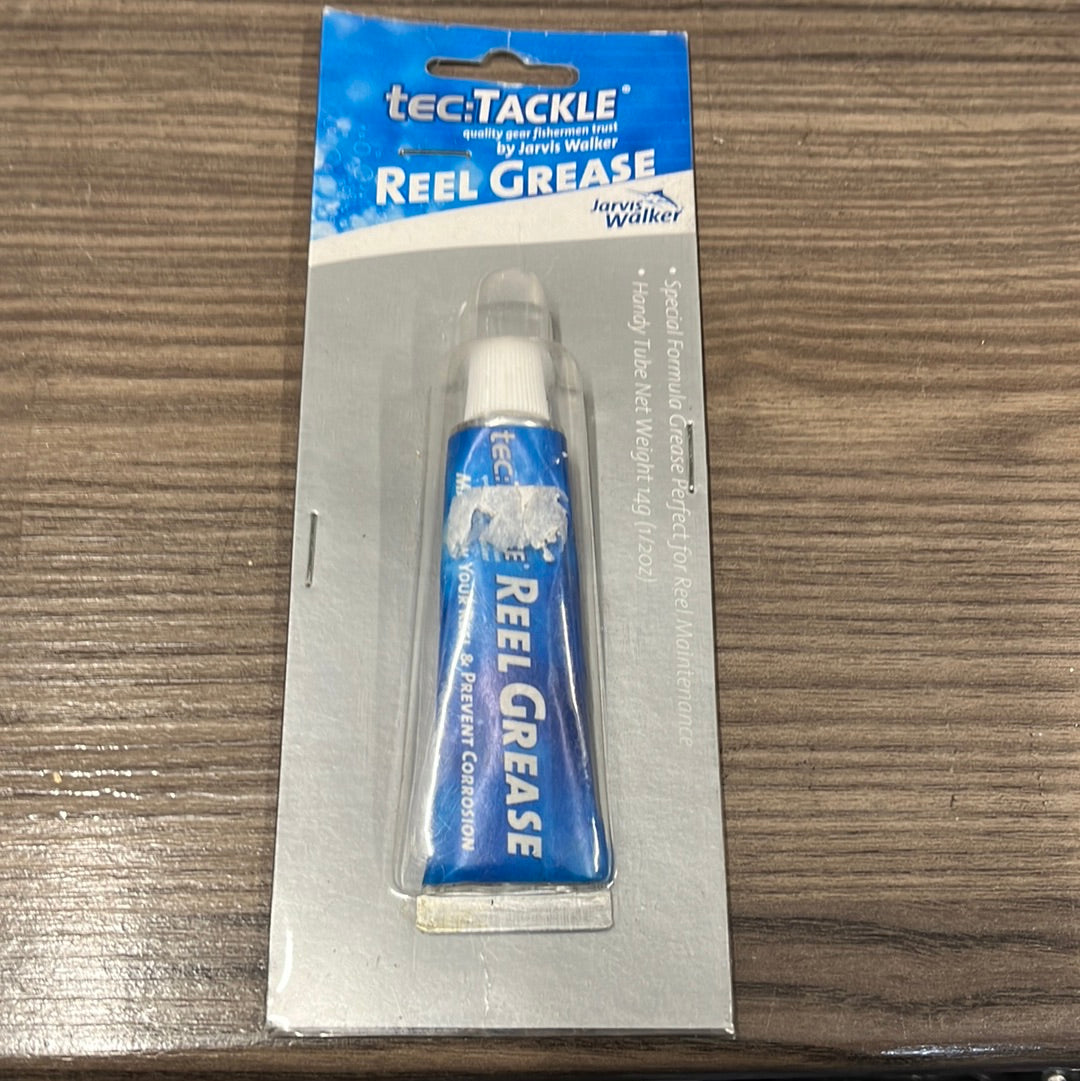 tec:TACKLE®
quality gear fishermen trust
by Jarvis Walker
REEL GREASE
Jarvis
Walker
• Special Formula Grease Perfect for Reel Maintenance
• Handy Tube Net Weight 14g (1/2oz)
tec:
REEL GREASE
YOUR & PREVENT CORROSION